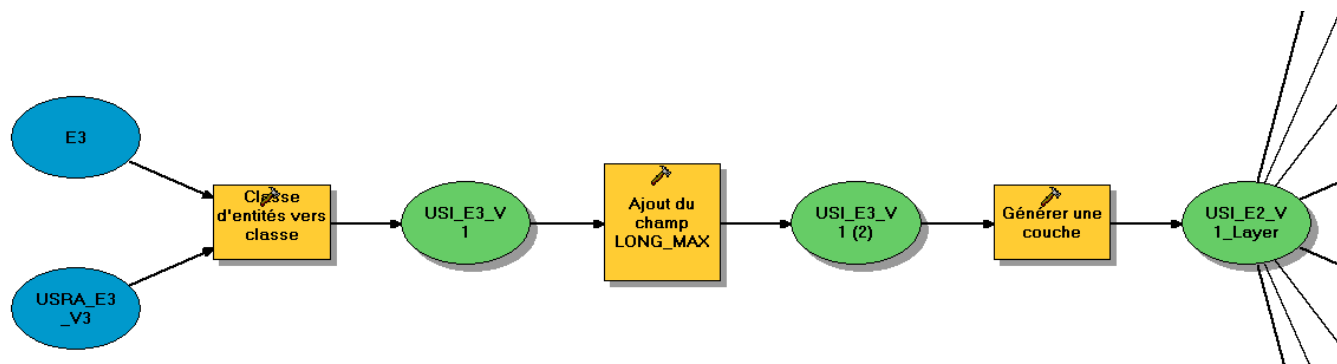 E3
USRA_E3
_V3
Classe
d'entités vers
classe
USI_E3_V
1
Ajout du
champ
LONG_MAX
USI_E3_V
1 (2)
Générer une
couche
USI_E2_V
1_Layer